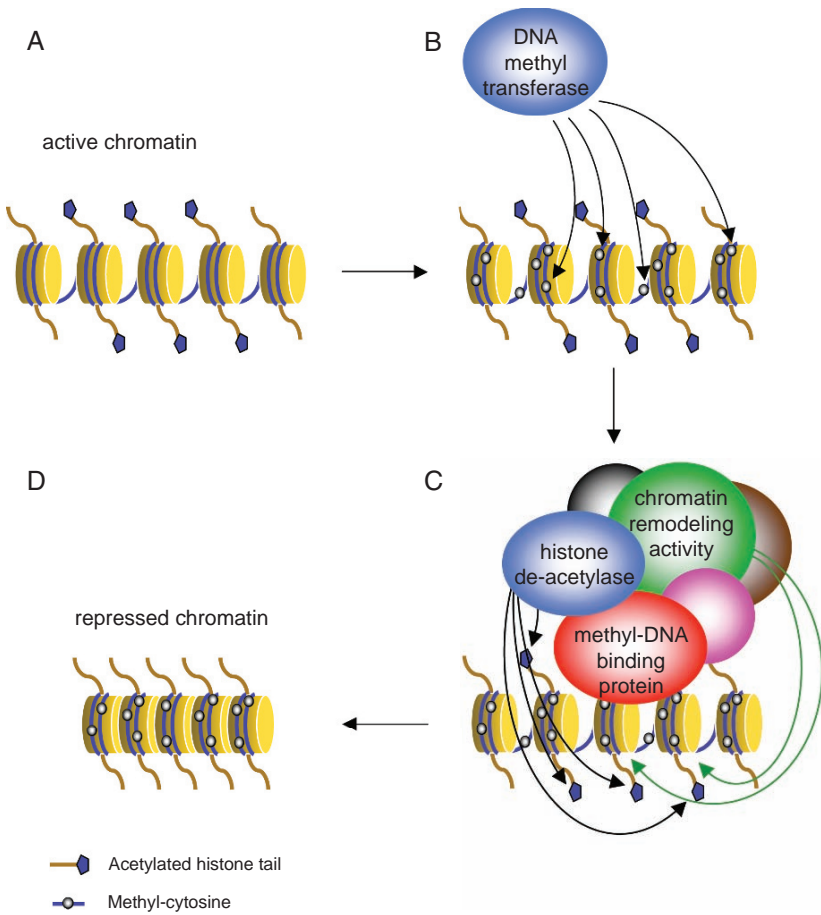 A
active chromatin
B
DNA
methyl
transferase
D
repressed chromatin
C
chromatin
remodeling
activity
histone
de-acetylase
methyl-DNA
binding
protein
Acetylated histone tail
Methyl-cytosine